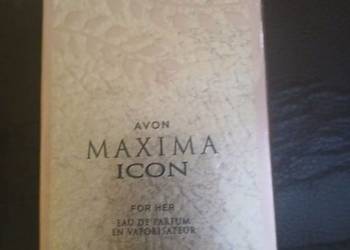 AVON
MAXIMA
ICON
FOR HER
EAU DE PARFUM
EN VAPORISATEUR